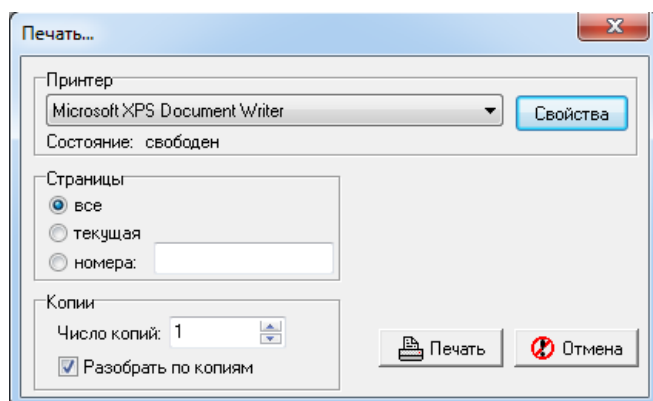 Печать...
Принтер
Microsoft XPS Document Writer
Свойства
Состояние: свободен
Страницы
все
текущая
номера:
Копии
Число копий: 1
Разобрать по копиям
Печать
Отмена